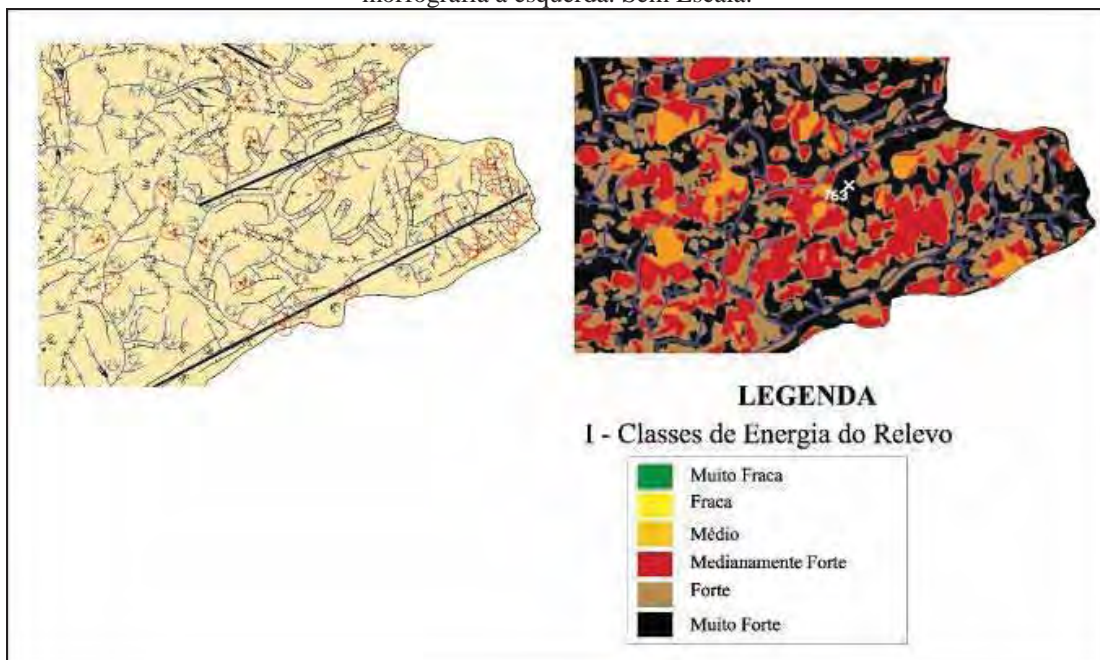 morfografia à esquerda. Sem Escala.
763
LEGENDA
I - Classes de Energia do Relevo
Muito Fraca
Fraca
Médio
Medianamente Forte
Forte
Muito Forte